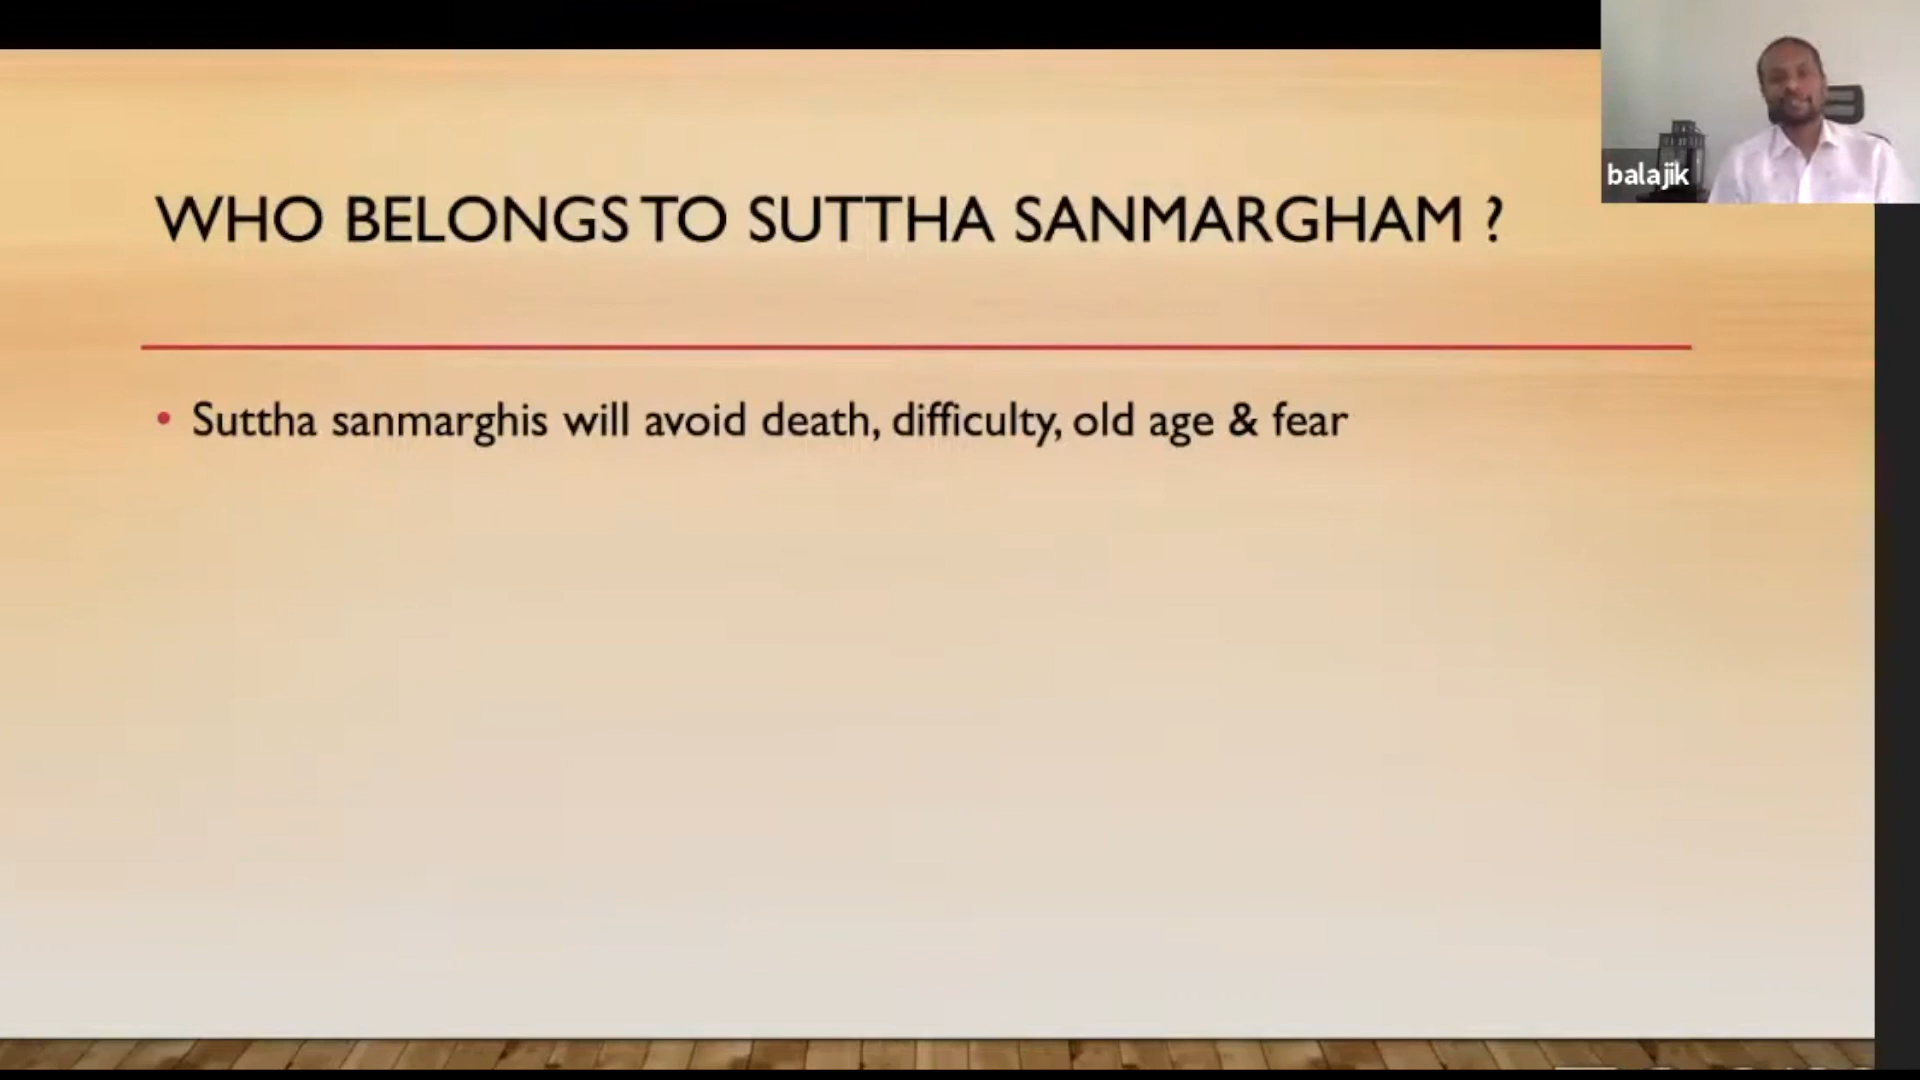 WHO BELONGS TO SUTTHA SANMARGHAM ?
• Suttha sanmarghis will avoid death, difficulty, old age & fear
balajik